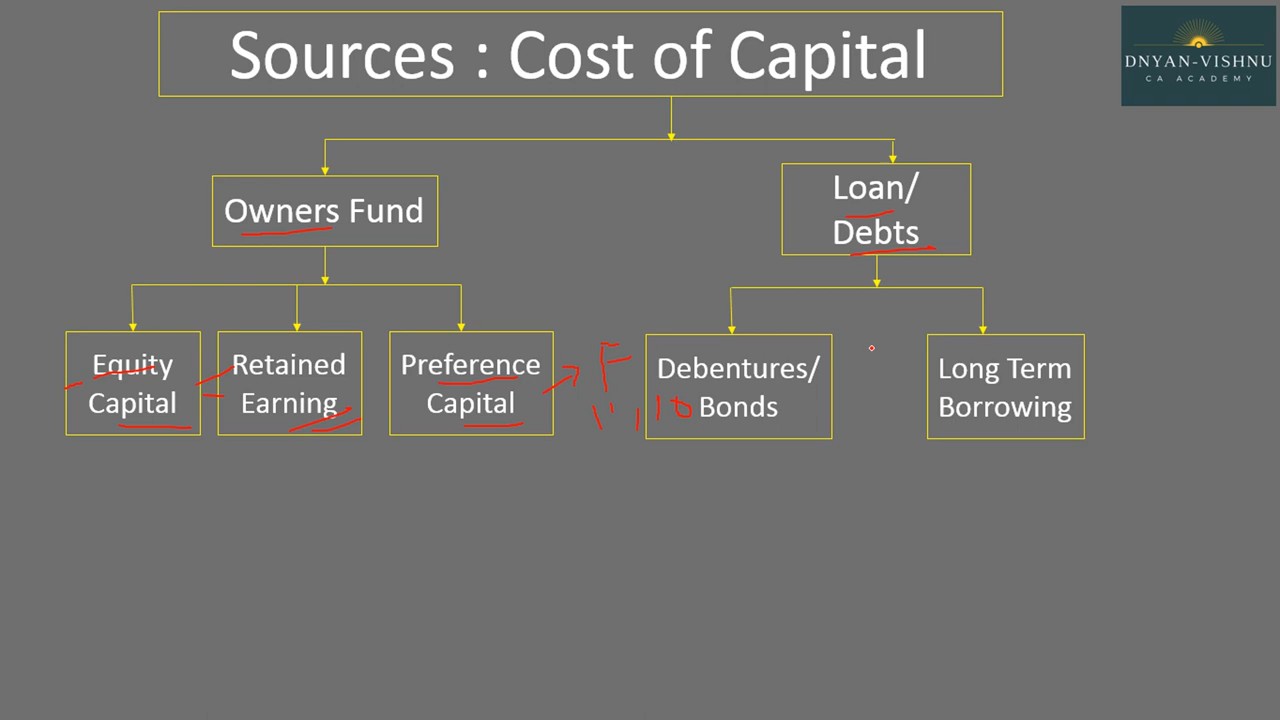 Sources : Cost of Capital
DNYAN-VISHNU
CA ACADEMY
Owners Fund
Loan/
Debts
Equity
Capital
Retained
Earning
Preference
Capital
F
Debentures/
Bonds
Long Term
Borrowing